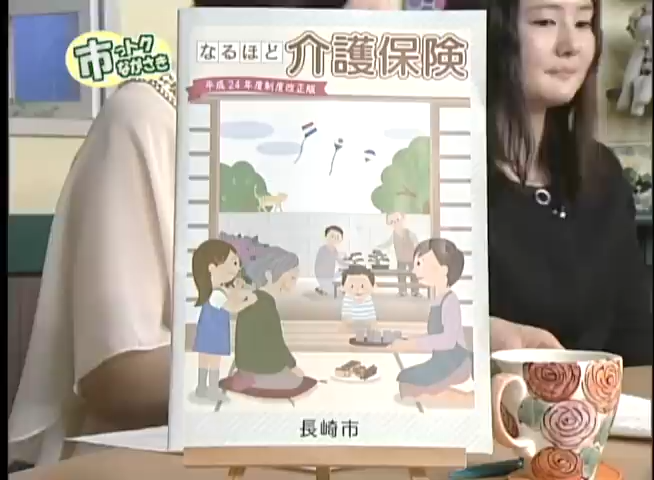 市っトク
ながさき
なるほど 介護保険
平成24年度制度改正版
長崎市